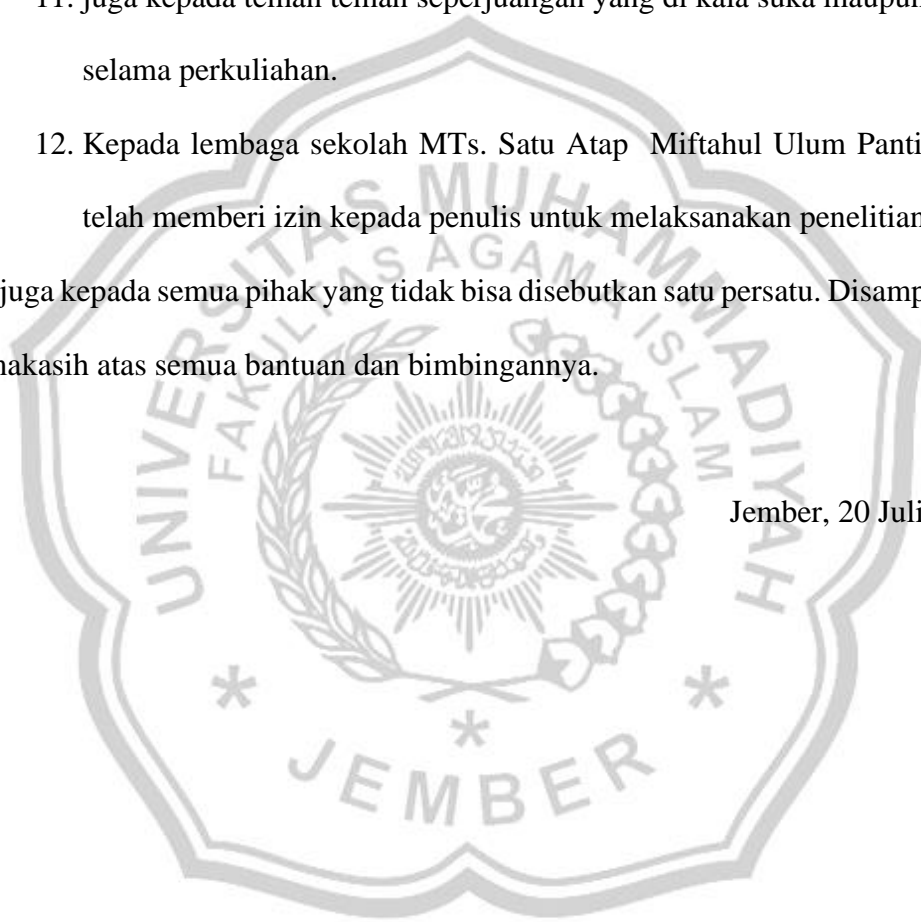 11. juga kepada teman teman seperjuangan yang di kala suka maupun
selama perkuliahan.
12. Kepada lembaga sekolah MTs. Satu Atap Miftahul Ulum Panti
telah memberi izin kepada penulis untuk melaksanakan penelitian
juga kepada semua pihak yang tidak bisa disebutkan satu persatu. Disamp
makasih atas semua bantuan dan bimbingannya.
Jember, 20 Juli
UNIVERSITAS MUHAMMADIYAH
FAKULTAS AGAMA ISLAM
JEMBER